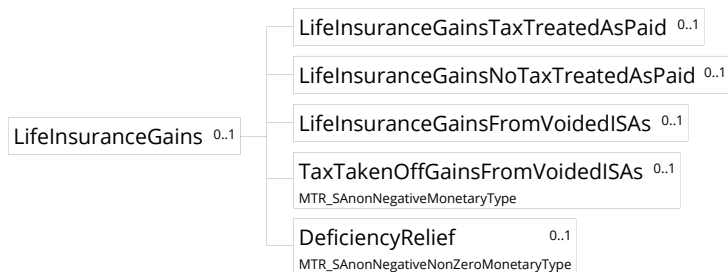 LifeInsuranceGainsTaxTreatedAsPaid 0..1
LifeInsuranceGainsNoTaxTreatedAsPaid 0..1
LifeInsuranceGains 0..1
LifeInsuranceGainsFromVoidedISAs 0..1
TaxTakenOffGainsFromVoidedISAs 0..1
MTR_SAnonNegativeMonetaryType
DeficiencyRelief 0..1
MTR_SAnonNegativeNonZeroMonetaryType